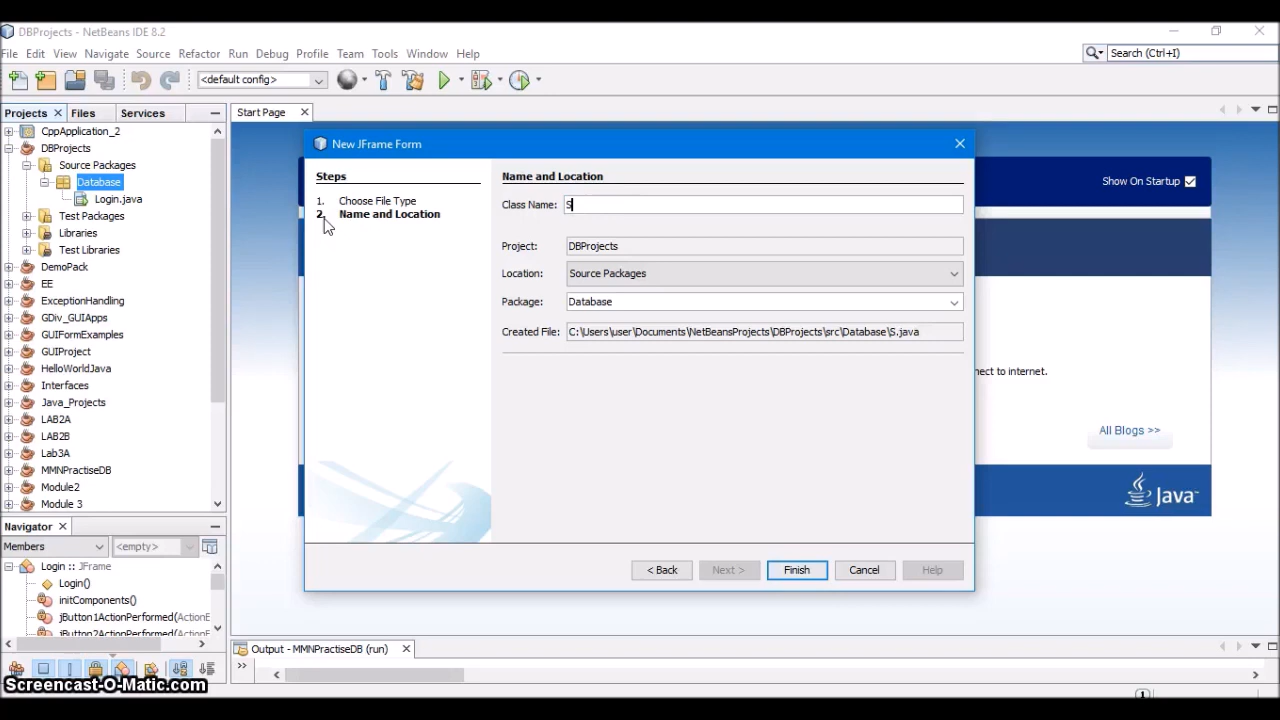 DBProjects - NetBeans IDE 8.2
File Edit View Navigate Source Refactor Run Debug Profile Team Tools Window Help
Search (Ctrl+I)
<default config>
Projects Files Services
Start Page
CppApplication_2
DBProjects
Source Packages
Database
Login.java
Test Packages
Libraries
Test Libraries
DemoPack
EE
ExceptionHandling
GDiv_GUIApps
GUIFormExamples
GUIProject
HelloWorldJava
Interfaces
Java_Projects
LAB2A
LAB2B
Lab3A
MMNPractiseDB
Module2
Module 3
New JFrame Form
Steps
1. Choose File Type
2. Name and Location
Name and Location
Class Name: S
Project: DBProjects
Location: Source Packages
Package: Database
Created File: C:\Users\user\Documents\NetBeansProjects\DBProjects\src\Database\S.java
< Back Next > Finish Cancel Help
Show On Startup
nect to internet.
All Blogs >>
Java
Navigator
Members <empty>
Login :: JFrame
Login()
initComponents()
jButton1ActionPerformed(ActionE
jButton2ActionPerformed(ActionE
Output - MMNPractiseDB (run)
>>
1
Screencast-O-Matic.com